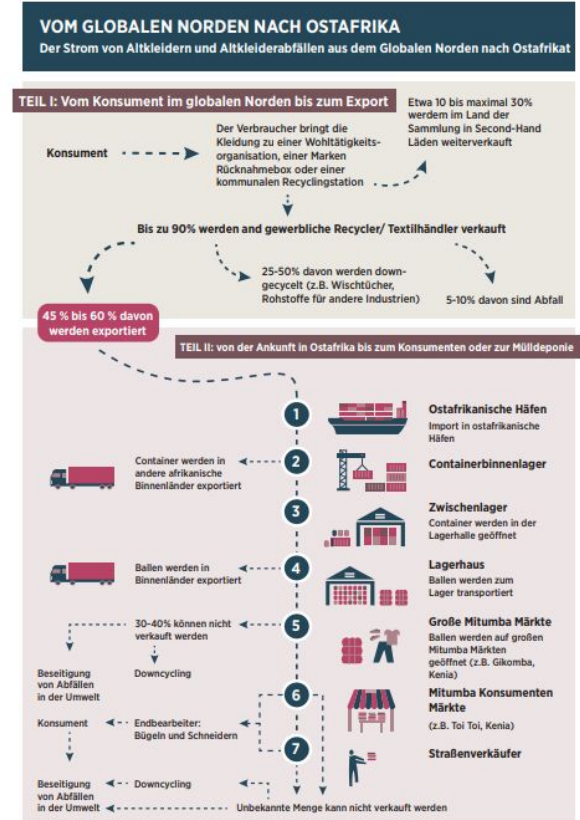 VOM GLOBALEN NORDEN NACH OSTAFRIKA
Der Strom von Altkleidern und Altkleiderabfällen aus dem Globalen Norden nach Ostafrikat
TEIL I: Vom Konsument im globalen Norden bis zum Export
Konsument
Der Verbraucher bringt die
Kleidung zu einer Wohltätigkeits-
organisation, einer Marken
Rücknahmebox oder einer
kommunalen Recyclingstation
Etwa 10 bis maximal 30%
werdem im Land der
Sammlung in Second-Hand
Läden weiterverkauft
Bis zu 90% werden and gewerbliche Recycler/ Textilhändler verkauft
25-50% davon werden down-
gecycelt (z.B. Wischtücher,
Rohstoffe für andere Industrien)
5-10% davon sind Abfall
45 % bis 60 % davon
werden exportiert
TEIL II: von der Ankunft in Ostafrika bis zum Konsumenten oder zur Mülldeponie
1
Ostafrikanische Häfen
Import in ostafrikanische
Häfen
Container werden in
andere afrikanische
Binnenländer exportiert
2
Containerbinnenlager
3
Zwischenlager
Container werden in der
Lagerhalle geöffnet
Ballen werden in
Binnenländer exportiert
4
Lagerhaus
Ballen werden zum
Lager transportiert
30-40% können nicht
verkauft werden
5
Große Mitumba Märkte
Ballen werden auf großen
Mitumba Märkten
geöffnet (z.B. Gikomba,
Kenia)
Beseitigung
von Abfällen
in der Umwelt
Downcycling
6
Mitumba Konsumenten
Märkte
(z.B. Toi Toi, Kenia)
Konsument
Endbearbeiter:
Bügeln und Schneidern
7
Straßenverkäufer
Beseitigung
von Abfällen
in der Umwelt
Downcycling
Unbekannte Menge kann nicht verkauft werden